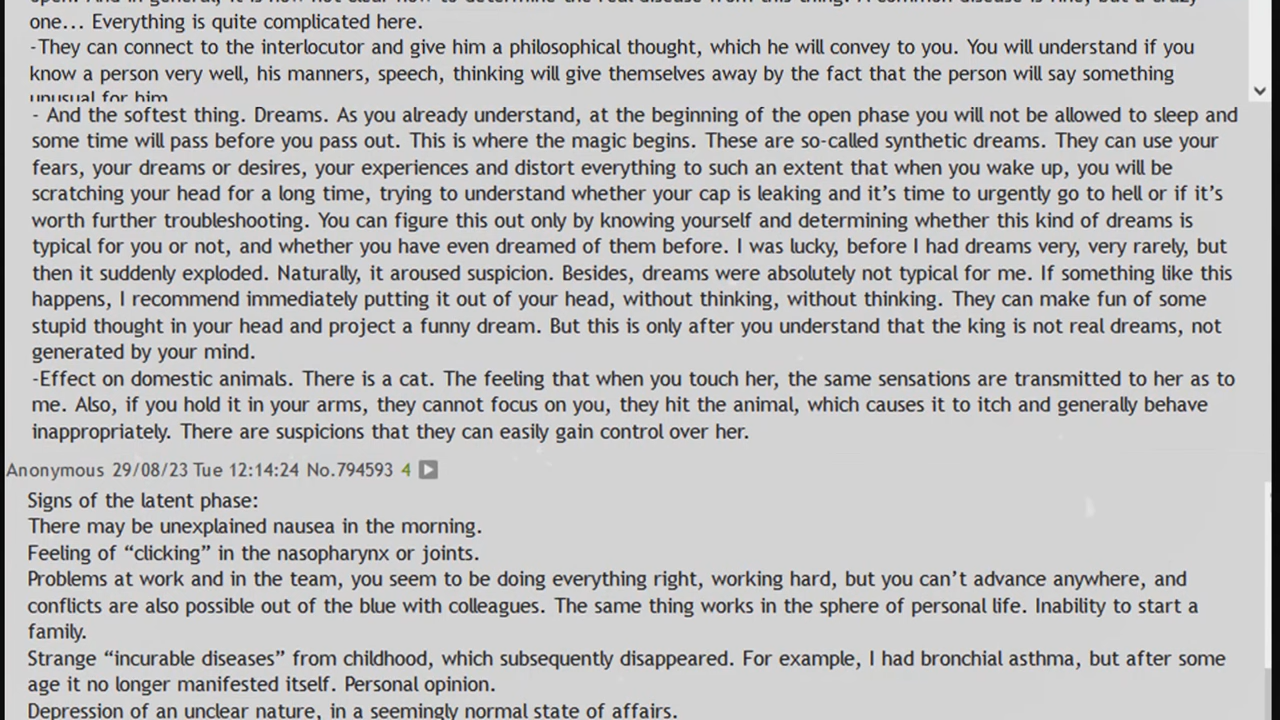 one... Everything is quite complicated here.
-They can connect to the interlocutor and give him a philosophical thought, which he will convey to you. You will understand if you
know a person very well, his manners, speech, thinking will give themselves away by the fact that the person will say something
unusual for him
- And the softest thing. Dreams. As you already understand, at the beginning of the open phase you will not be allowed to sleep and
some time will pass before you pass out. This is where the magic begins. These are so-called synthetic dreams. They can use your
fears, your dreams or desires, your experiences and distort everything to such an extent that when you wake up, you will be
scratching your head for a long time, trying to understand whether your cap is leaking and it’s time to urgently go to hell or if it’s
worth further troubleshooting. You can figure this out only by knowing yourself and determining whether this kind of dreams is
typical for you or not, and whether you have even dreamed of them before. I was lucky, before I had dreams very, very rarely, but
then it suddenly exploded. Naturally, it aroused suspicion. Besides, dreams were absolutely not typical for me. If something like this
happens, I recommend immediately putting it out of your head, without thinking, without thinking. They can make fun of some
stupid thought in your head and project a funny dream. But this is only after you understand that the king is not real dreams, not
generated by your mind.
-Effect on domestic animals. There is a cat. The feeling that when you touch her, the same sensations are transmitted to her as to
me. Also, if you hold it in your arms, they cannot focus on you, they hit the animal, which causes it to itch and generally behave
inappropriately. There are suspicions that they can easily gain control over her.
Anonymous 29/08/23 Tue 12:14:24 No.794593 4
Signs of the latent phase:
There may be unexplained nausea in the morning.
Feeling of “clicking” in the nasopharynx or joints.
Problems at work and in the team, you seem to be doing everything right, working hard, but you can’t advance anywhere, and
conflicts are also possible out of the blue with colleagues. The same thing works in the sphere of personal life. Inability to start a
family.
Strange “incurable diseases” from childhood, which subsequently disappeared. For example, I had bronchial asthma, but after some
age it no longer manifested itself. Personal opinion.
Depression of an unclear nature, in a seemingly normal state of affairs.